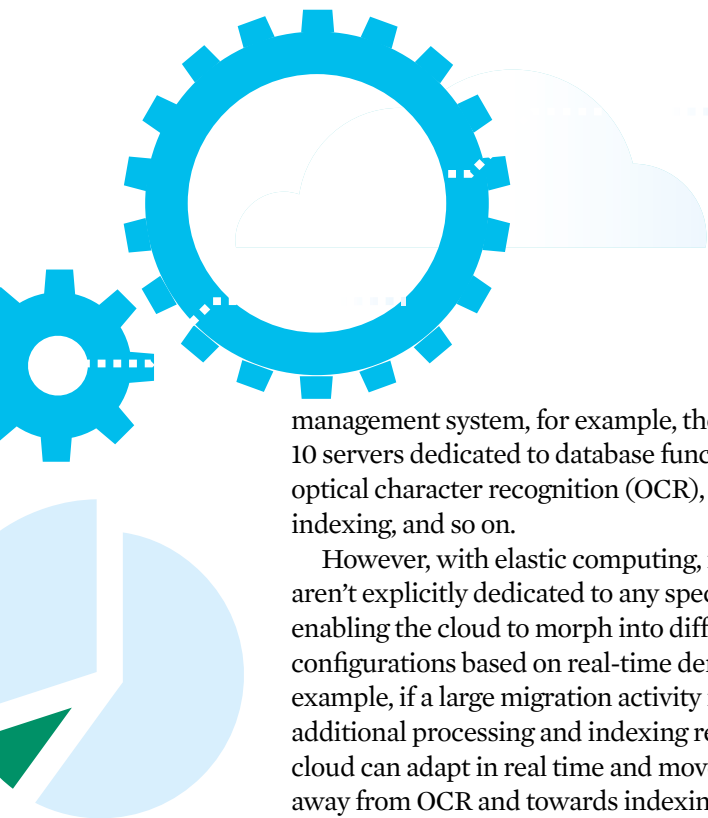 management system, for example, the
10 servers dedicated to database func
optical character recognition (OCR),
indexing, and so on.
However, with elastic computing,
aren’t explicitly dedicated to any spec
enabling the cloud to morph into diff
configurations based on real-time der
example, if a large migration activity
additional processing and indexing re
cloud can adapt in real time and mov
away from OCR and towards indexin